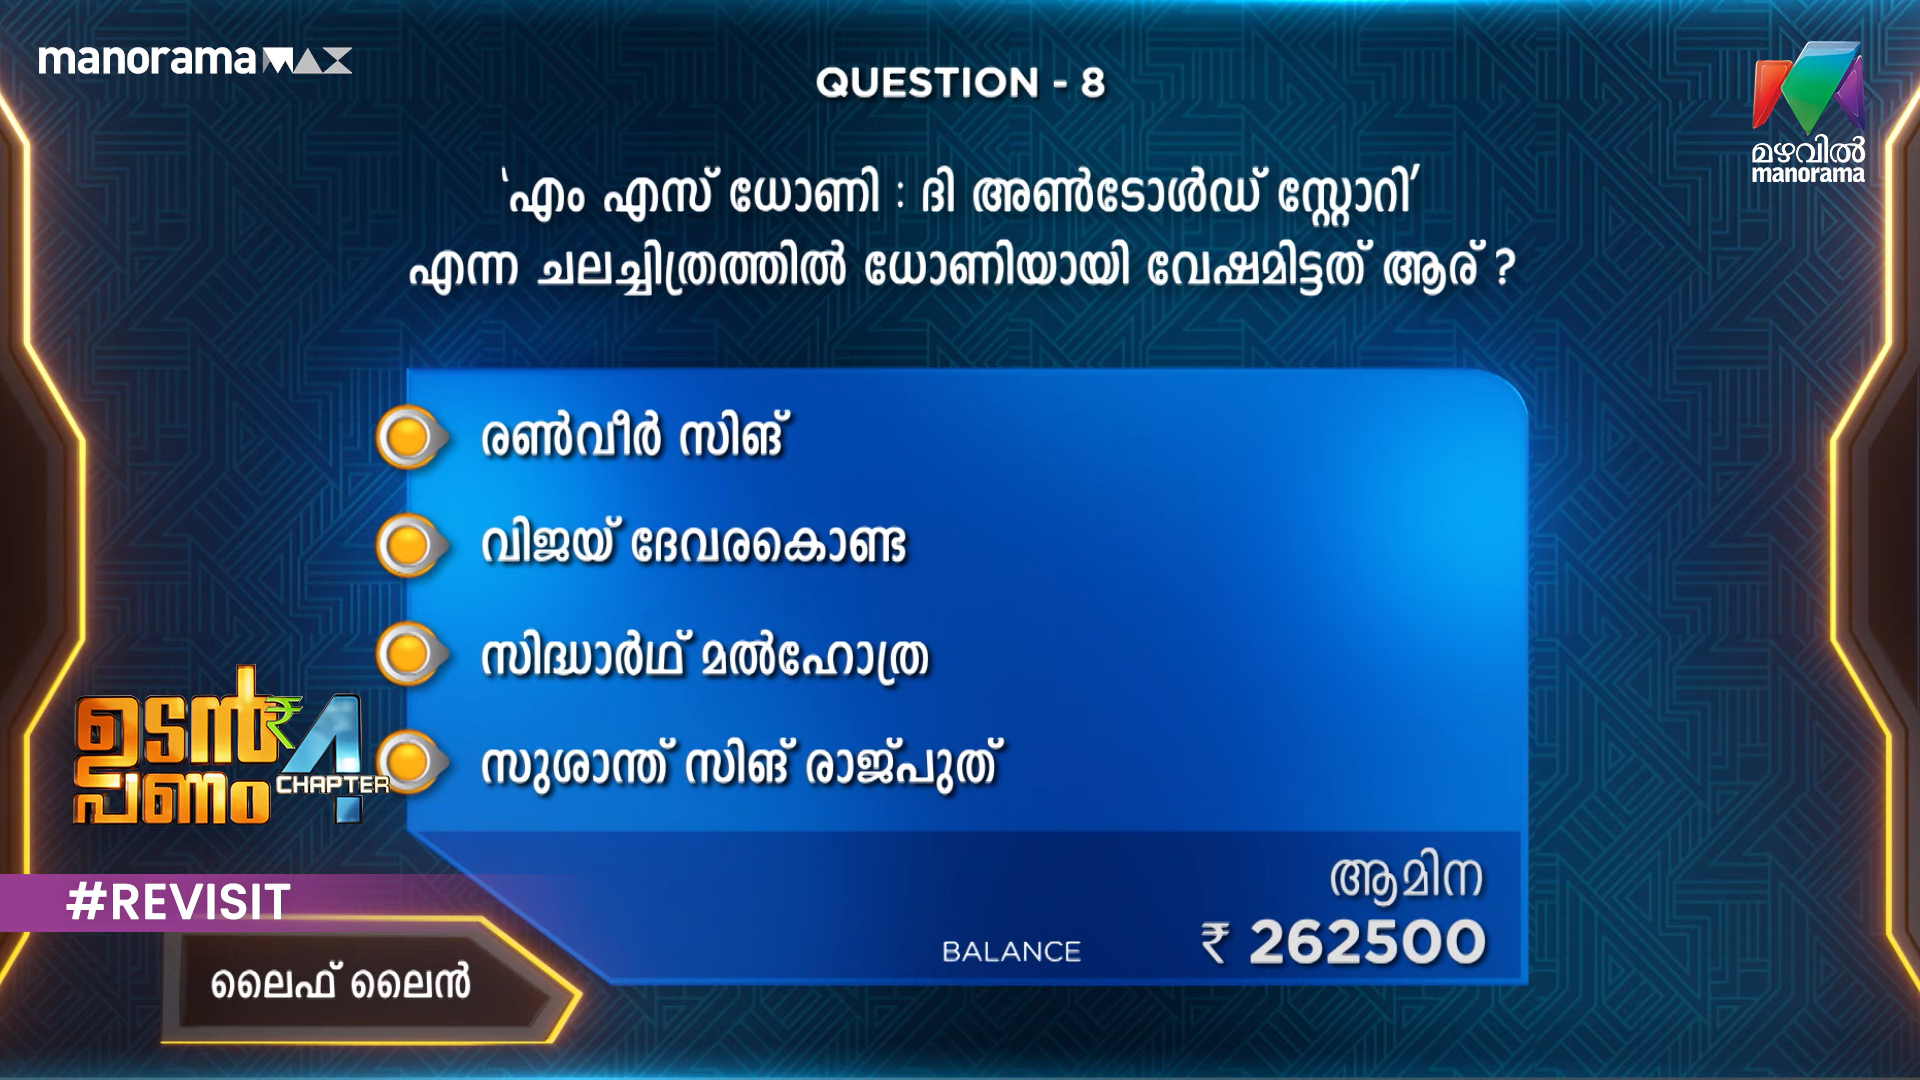 manorama MAX
QUESTION - 8
മഴവിൽ
manorama
‘എം എസ് ധോണി : ദി അൺടോൾഡ് സ്റ്റോറി’
എന്ന ചലച്ചിത്രത്തിൽ ധോണിയായി വേഷമിട്ടത് ആര് ?
രൺവീർ സിങ്
വിജയ് ദേവരകൊണ്ട
സിദ്ധാർഥ് മൽഹോത്ര
സുശാന്ത് സിങ് രാജ്പുത്
ഉടൻ ₹ 4
പണം CHAPTER
#REVISIT
ആമിന
BALANCE ₹ 262500
ലൈഫ് ലൈൻ